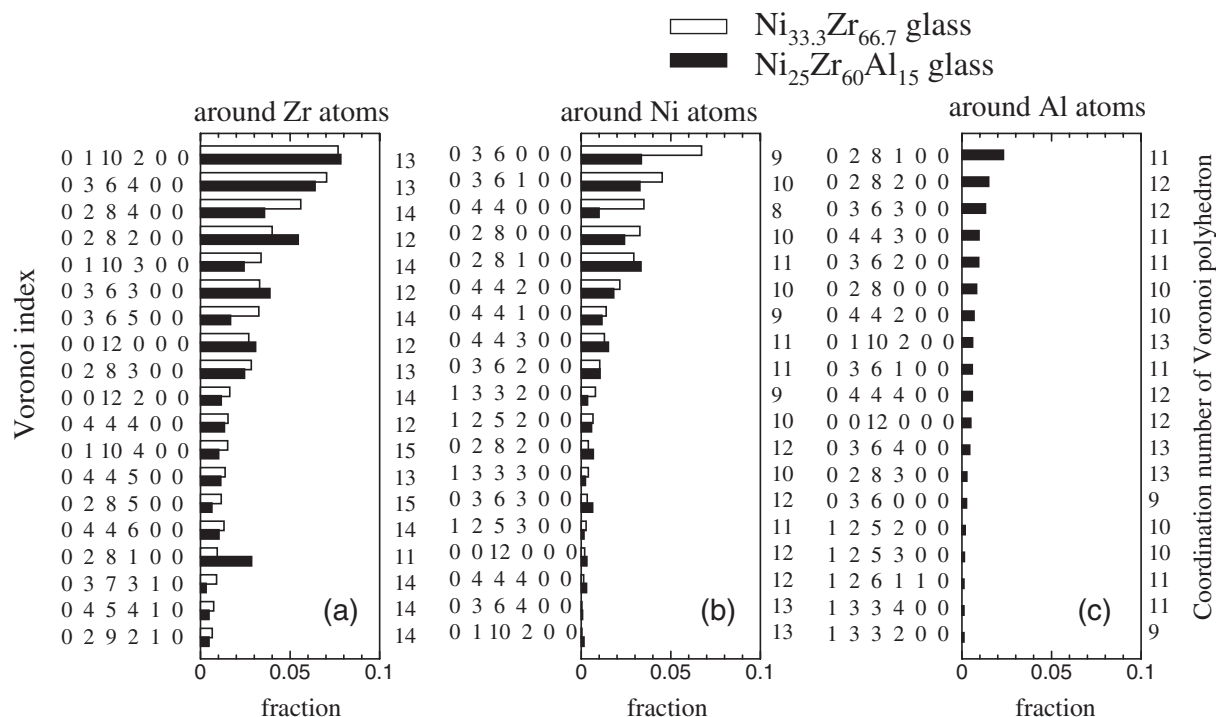 Ni33.3Zr66.7 glass
Ni25Zr60Al15 glass
around Zr atoms
around Ni atoms
around Al atoms
Voronoi index
0 1 10 2 0 0 13
0 3 6 4 0 0 13
0 2 8 4 0 0 14
0 2 8 2 0 0 12
0 1 10 3 0 0 14
0 3 6 3 0 0 12
0 3 6 5 0 0 14
0 0 12 0 0 0 12
0 2 8 3 0 0 13
0 0 12 2 0 0 14
0 4 4 4 0 0 12
0 1 10 4 0 0 15
0 4 4 5 0 0 13
0 2 8 5 0 0 15
0 4 4 6 0 0 14
0 2 8 1 0 0 11
0 3 7 3 1 0 14
0 4 5 4 1 0 14
0 2 9 2 1 0 14
(a)
0 0.05 0.1
fraction
0 3 6 0 0 0 9
0 3 6 1 0 0 10
0 4 4 0 0 0 8
0 2 8 0 0 0 10
0 2 8 1 0 0 11
0 4 4 2 0 0 10
0 4 4 1 0 0 9
0 4 4 3 0 0 11
0 3 6 2 0 0 11
1 3 3 2 0 0 9
1 2 5 2 0 0 10
0 2 8 2 0 0 12
1 3 3 3 0 0 10
0 3 6 3 0 0 12
1 2 5 3 0 0 11
0 0 12 0 0 0 12
0 4 4 4 0 0 12
0 3 6 4 0 0 13
0 1 10 2 0 0 13
(b)
0 0.05 0.1
fraction
0 2 8 1 0 0 11
0 2 8 2 0 0 12
0 3 6 3 0 0 12
0 4 4 3 0 0 11
0 3 6 2 0 0 11
0 2 8 0 0 0 10
0 4 4 2 0 0 10
0 1 10 2 0 0 13
0 3 6 1 0 0 11
0 4 4 4 0 0 12
0 0 12 0 0 0 12
0 3 6 4 0 0 13
0 2 8 3 0 0 13
0 3 6 0 0 0 9
1 2 5 2 0 0 10
1 2 5 3 0 0 10
1 2 6 1 1 0 11
1 3 3 4 0 0 11
1 3 3 2 0 0 9
(c)
0 0.05 0.1
fraction
Coordination number of Voronoi polyhedron